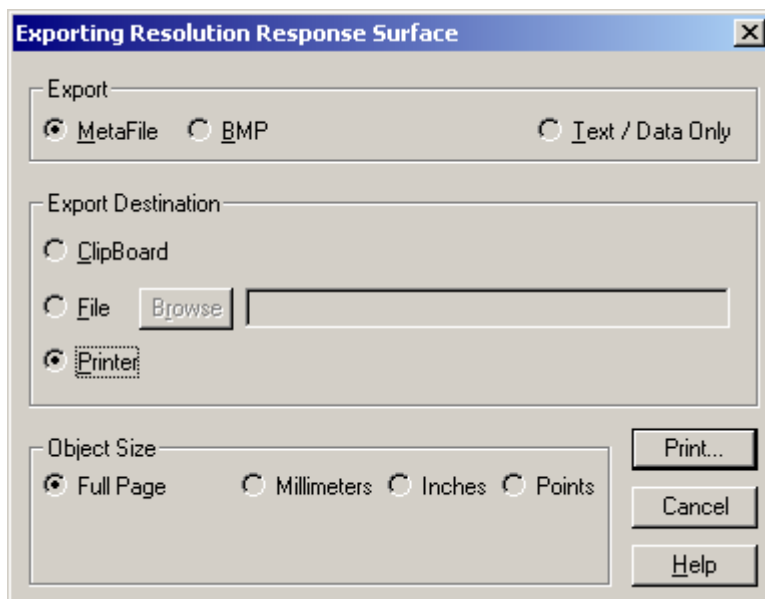 Exporting Resolution Response Surface
Export
MetaFile BMP Text / Data Only
Export Destination
ClipBoard
File Browse
Printer
Object Size
Full Page Millimeters Inches Points
Print...
Cancel
Help